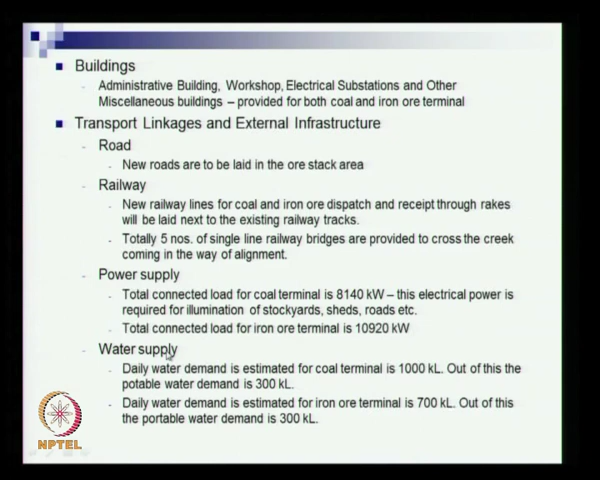 Buildings
Administrative Building, Workshop, Electrical Substations and Other
Miscellaneous buildings – provided for both coal and iron ore terminal
Transport Linkages and External Infrastructure
Road
New roads are to be laid in the ore stack area
Railway
New railway lines for coal and iron ore dispatch and receipt through rakes
will be laid next to the existing railway tracks.
Totally 5 nos. of single line railway bridges are provided to cross the creek
coming in the way of alignment.
Power supply
Total connected load for coal terminal is 8140 kW – this electrical power is
required for illumination of stockyards, sheds, roads etc.
Total connected load for iron ore terminal is 10920 kW
Water supply
Daily water demand is estimated for coal terminal is 1000 kL. Out of this the
potable water demand is 300 kL.
Daily water demand is estimated for iron ore terminal is 700 kL. Out of this
the portable water demand is 300 kL.
NPTEL